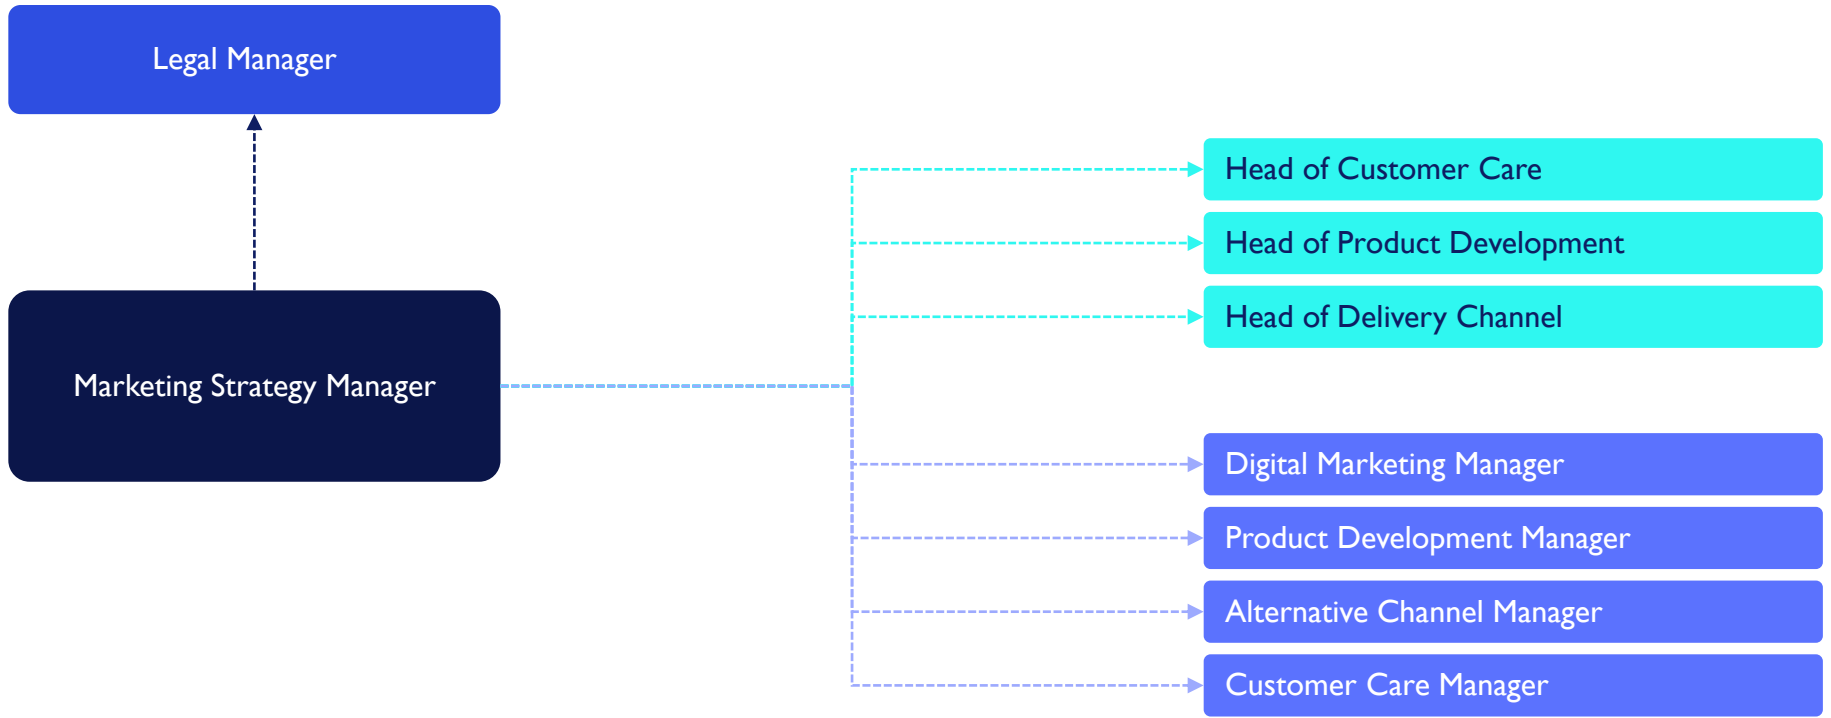 Legal Manager
Head of Customer Care
Head of Product Development
Head of Delivery Channel
Marketing Strategy Manager
Digital Marketing Manager
Product Development Manager
Alternative Channel Manager
Customer Care Manager